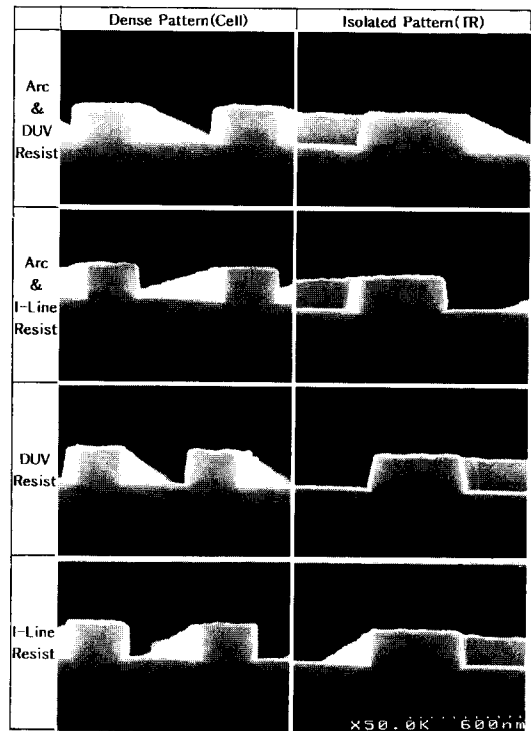 Dense Pattern(Cell)
Isolated Pattern(TR)
Arc
&
DUV
Resist
Arc
&
I-Line
Resist
DUV
Resist
I-Line
Resist
X50.0K 600nm